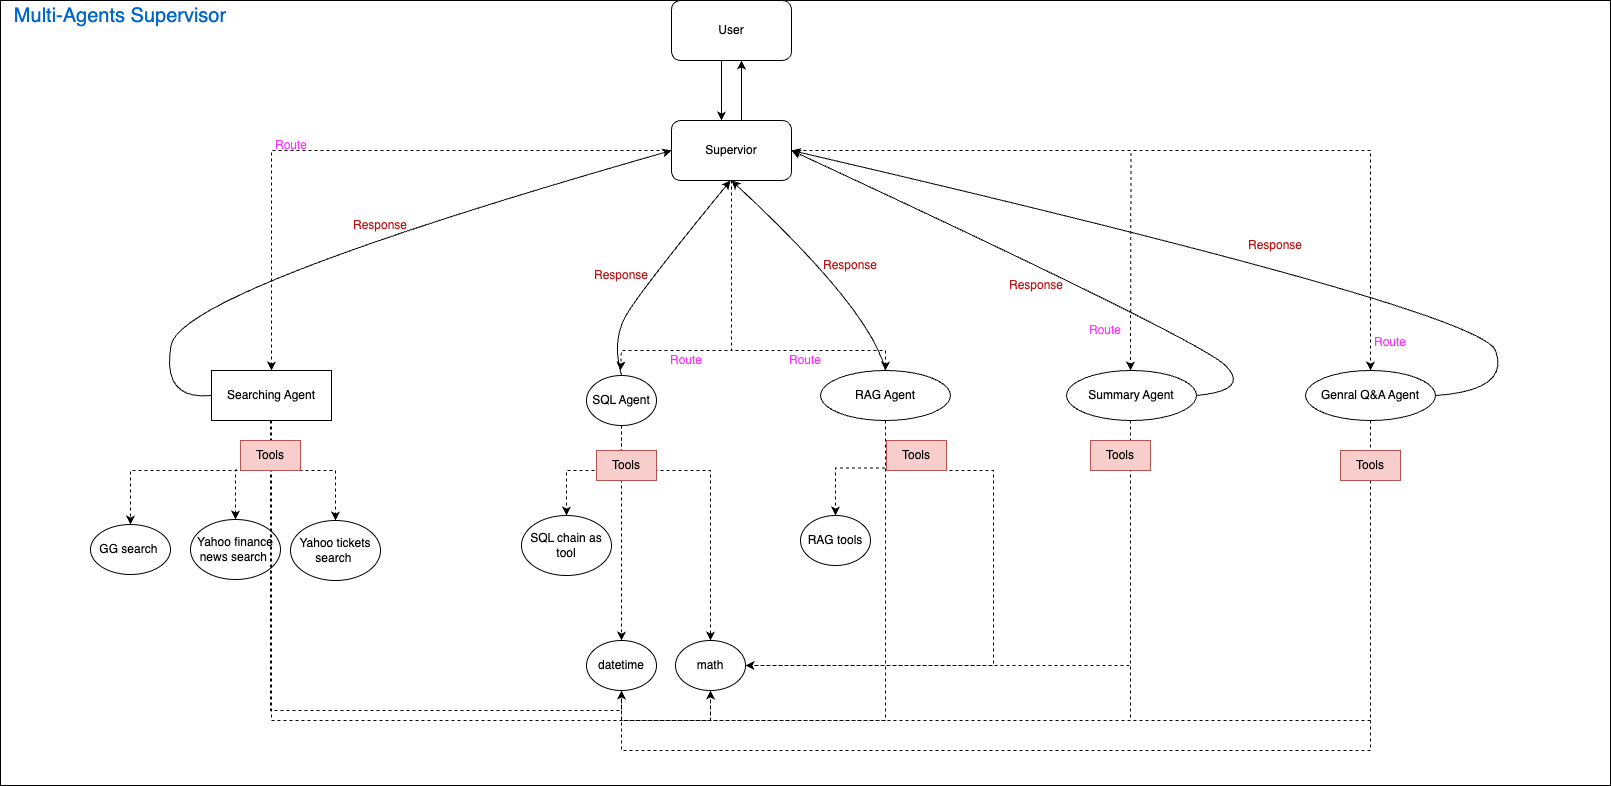 Multi-Agents Supervisor
User
Supervior
Route
Response
Response
Response
Response
Response
Route
Route
Route
Route
Searching Agent
SQL Agent
RAG Agent
Summary Agent
Genral Q&A Agent
Tools
Tools
Tools
Tools
Tools
GG search
Yahoo finance
news search
Yahoo tickets
search
SQL chain as
tool
RAG tools
datetime
math